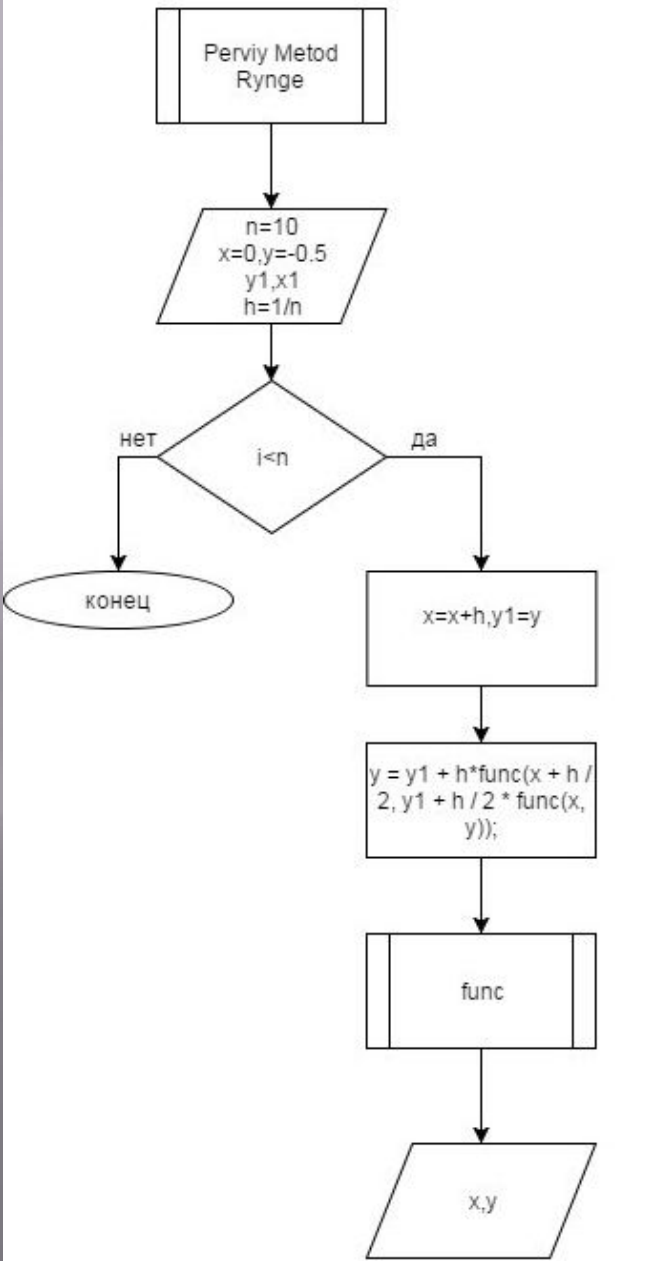 Perviy Metod
Rynge
n=10
x=0,y=-0.5
y1,x1
h=1/n
нет
да
i<n
конец
x=x+h,y1=y
y = y1 + h*func(x + h /
2, y1 + h / 2 * func(x,
y));
func
x,y